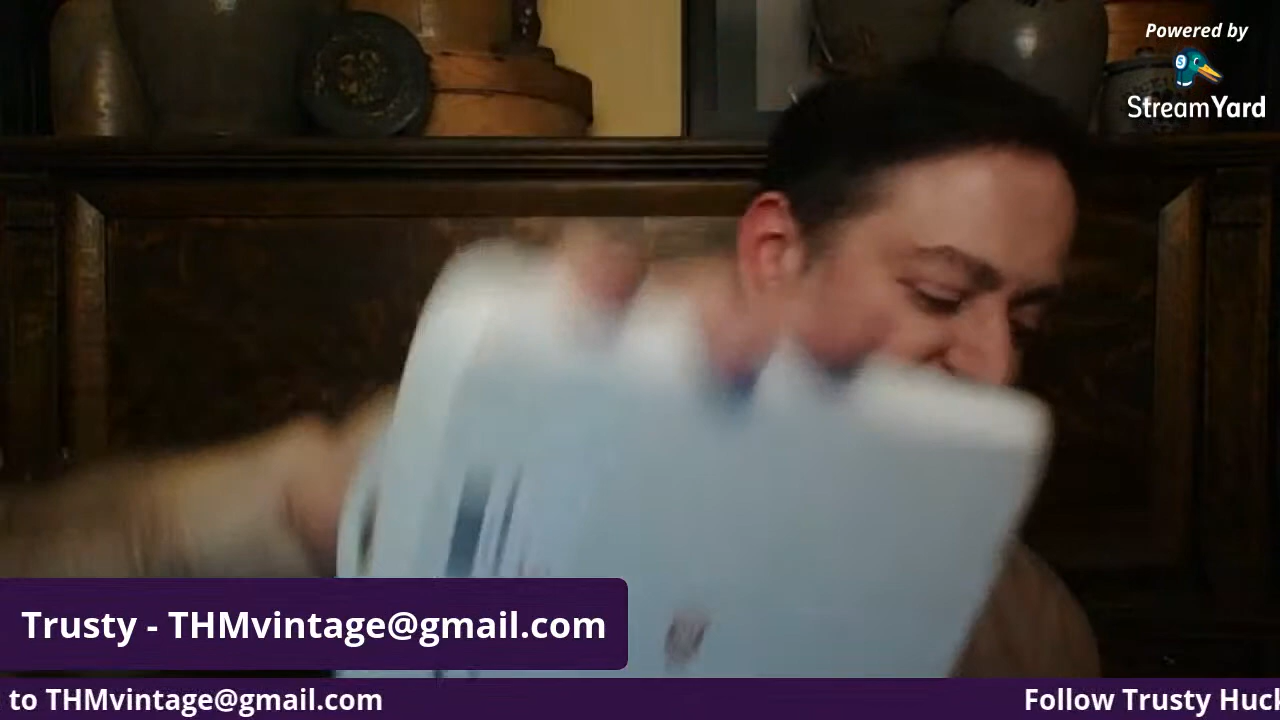 Powered by
StreamYard
Trusty - THMvintage@gmail.com
to THMvintage@gmail.com
Follow Trusty Huck